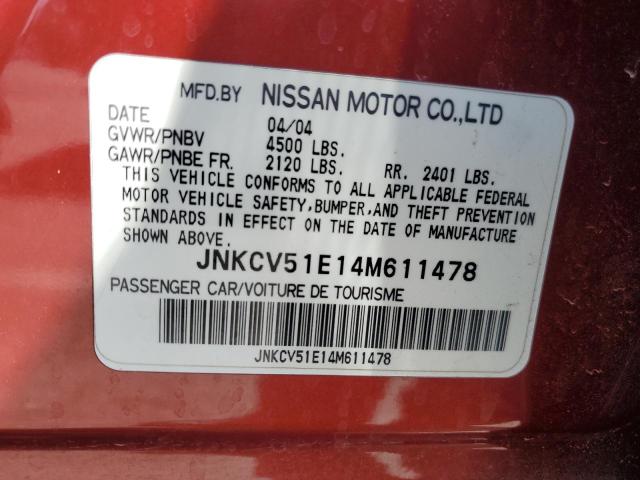 MFD.BY NISSAN MOTOR CO.,LTD
DATE 04/04
GVWR/PNBV 4500 LBS.
GAWR/PNBE FR. 2120 LBS. RR. 2401 LBS.
THIS VEHICLE CONFORMS TO ALL APPLICABLE FEDERAL
MOTOR VEHICLE SAFETY,BUMPER,AND THEFT PREVENTION
STANDARDS IN EFFECT ON THE DATE OF MANUFACTURE
SHOWN ABOVE.
JNKCV51E14M611478
PASSENGER CAR/VOITURE DE TOURISME
JNKCV51E14M611478